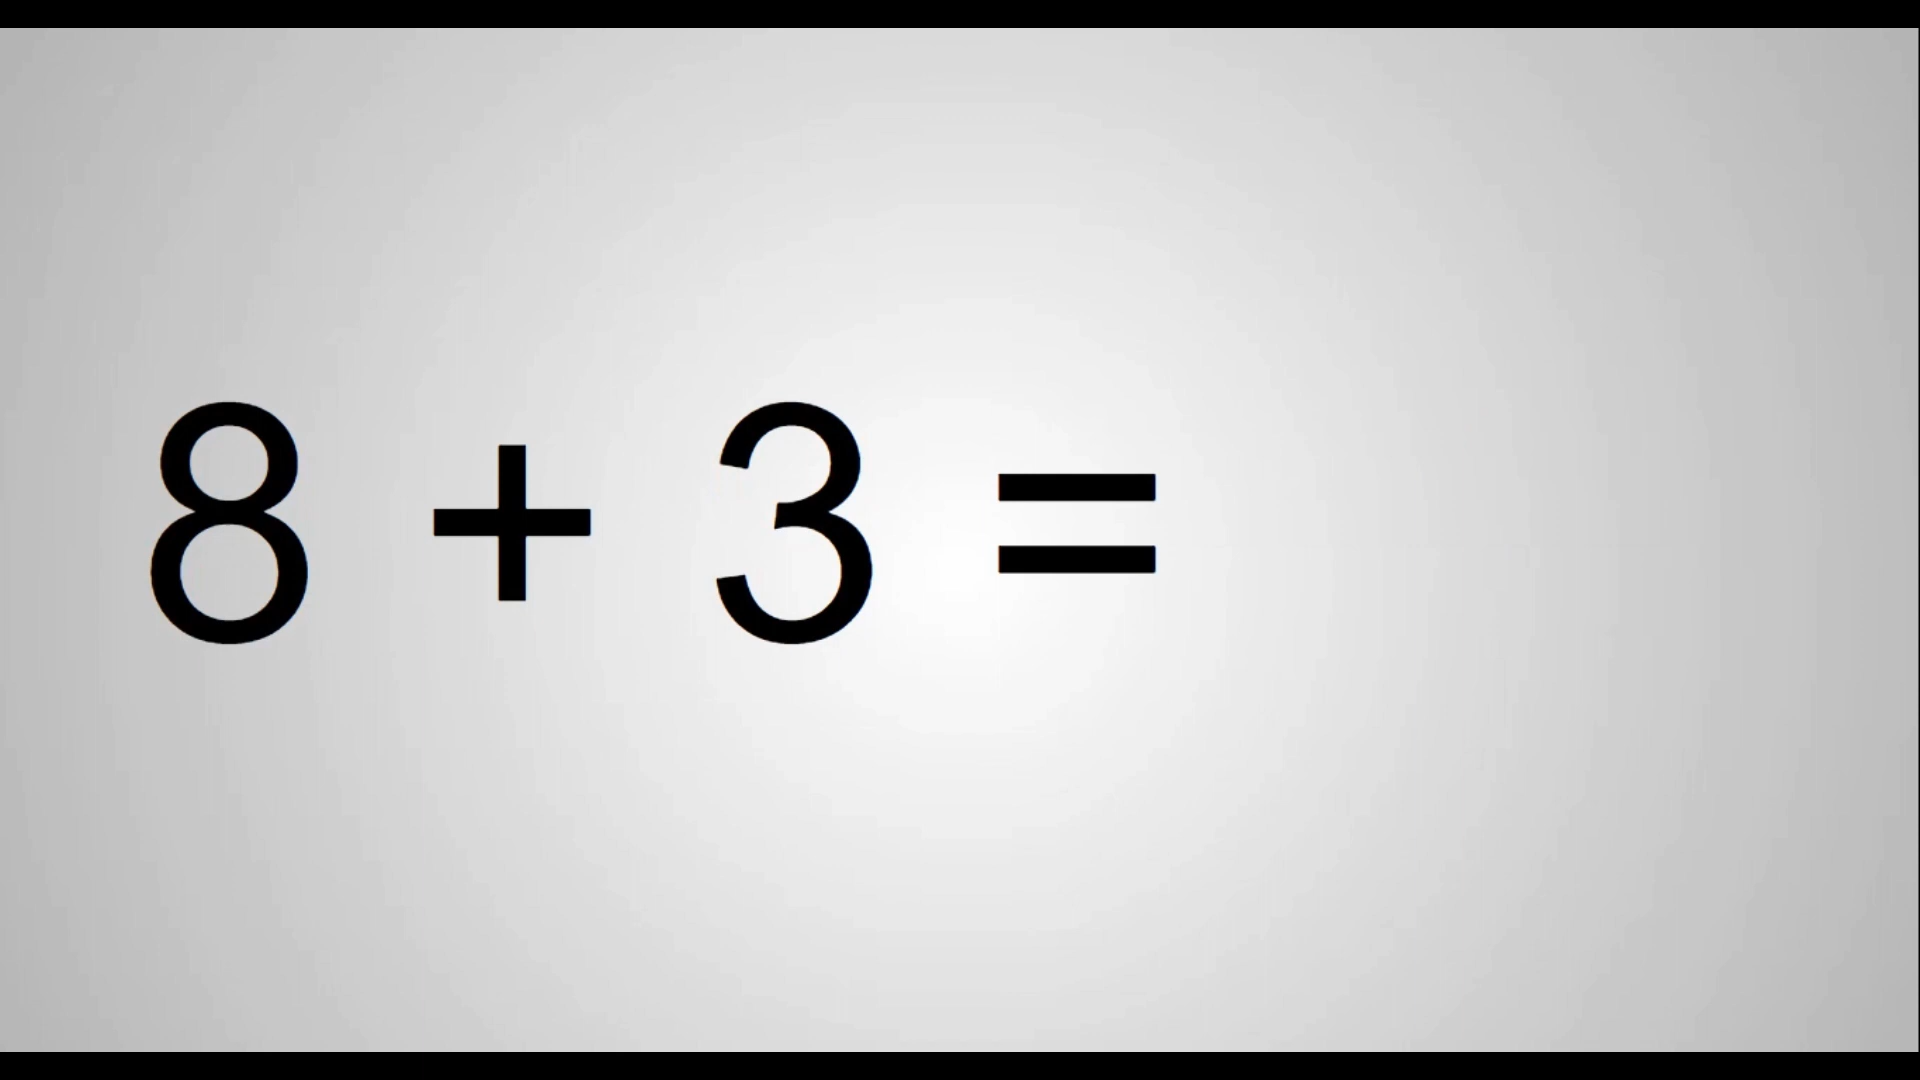 8 + 3 =